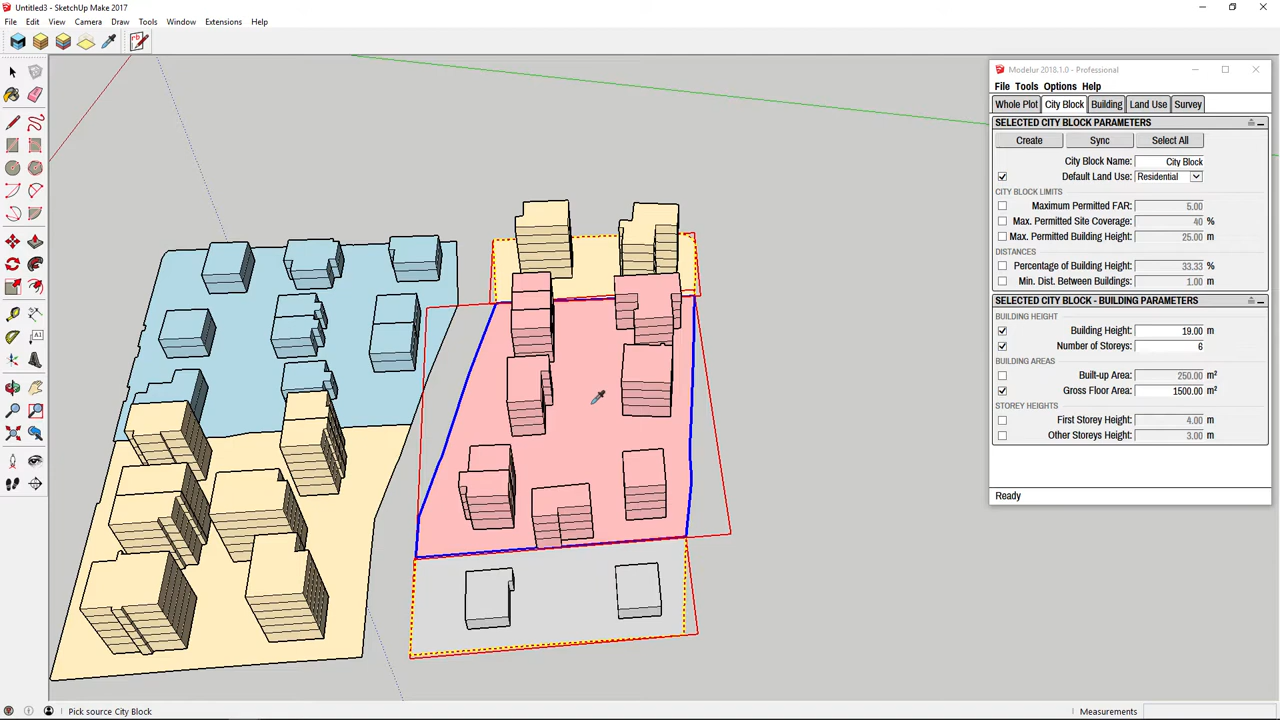 Untitled3 - SketchUp Make 2017
File Edit View Camera Draw Tools Window Extensions Help
Modelur 2018.1.0 - Professional
File Tools Options Help
Whole Plot City Block Building Land Use Survey
SELECTED CITY BLOCK PARAMETERS
Create Sync Select All
City Block Name: City Block
Default Land Use: Residential
CITY BLOCK LIMITS
Maximum Permitted FAR: 5.00
Max. Permitted Site Coverage: 40 %
Max. Permitted Building Height: 25.00 m
DISTANCES
Percentage of Building Height: 33.33 %
Min. Dist. Between Buildings: 1.00 m
SELECTED CITY BLOCK - BUILDING PARAMETERS
BUILDING HEIGHT
Building Height: 19.00 m
Number of Storeys: 6
BUILDING AREAS
Built-up Area: 250.00 m²
Gross Floor Area: 1500.00 m²
STOREY HEIGHTS
First Storey Height: 4.00 m
Other Storeys Height: 3.00 m
Ready
Pick source City Block
Measurements